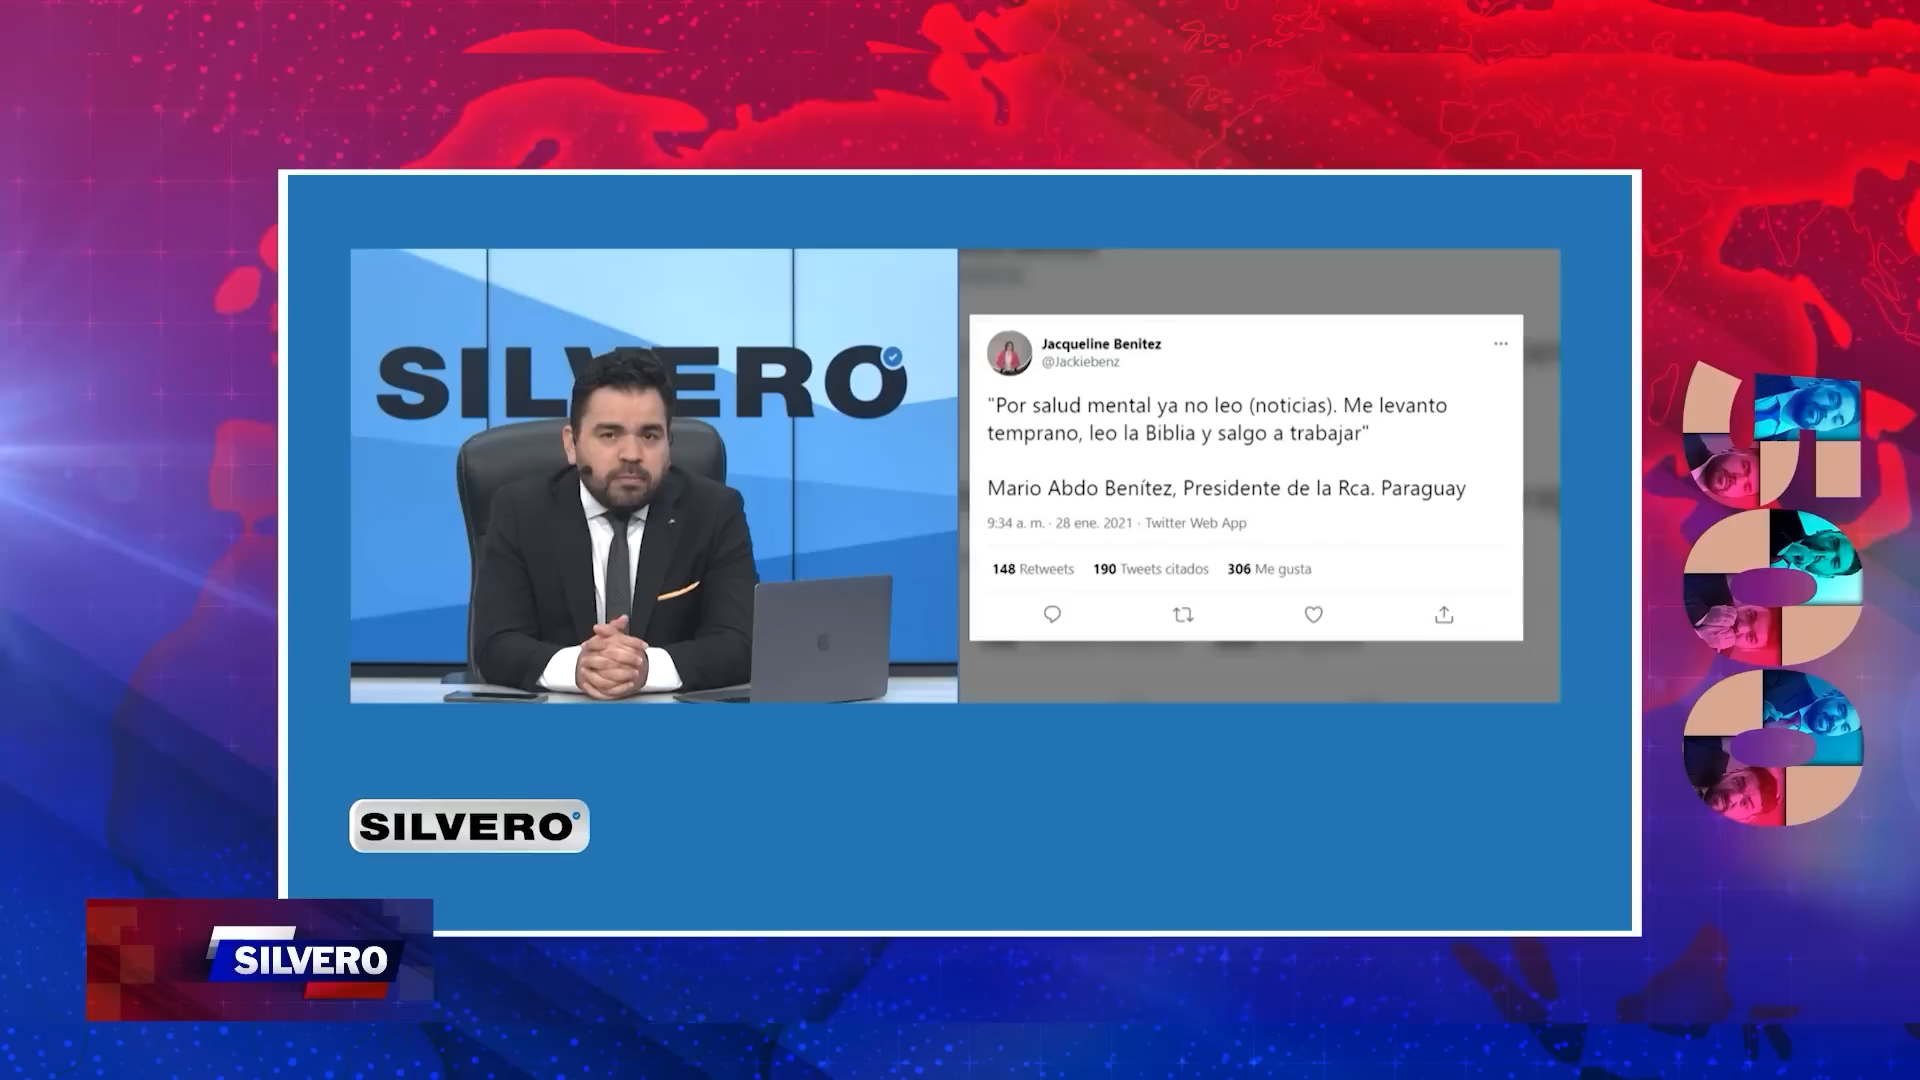 SILVERO
Jacqueline Benitez
@Jackiebenz
"Por salud mental ya no leo (noticias). Me levanto
temprano, leo la Biblia y salgo a trabajar"
Mario Abdo Benítez, Presidente de la Rca. Paraguay
9:34 a. m. · 28 ene. 2021 · Twitter Web App
148 Retweets 190 Tweets citados 306 Me gusta
SILVERO
SILVERO
500